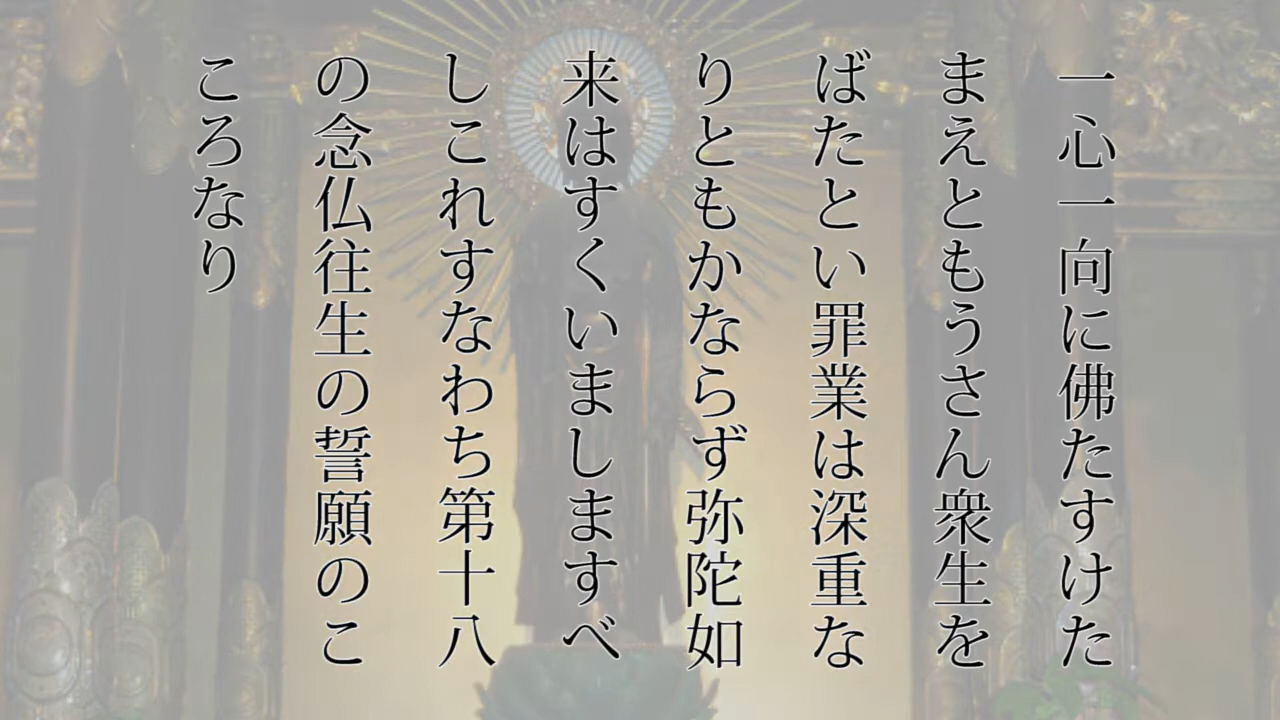 一心一向に佛たすけた
まえともうさん衆生を
ばたとい罪業は深重な
りともかならず弥陀如
来はすくいましますべ
しこれすなわち第十八
の念仏往生の誓願のこ
ころなり